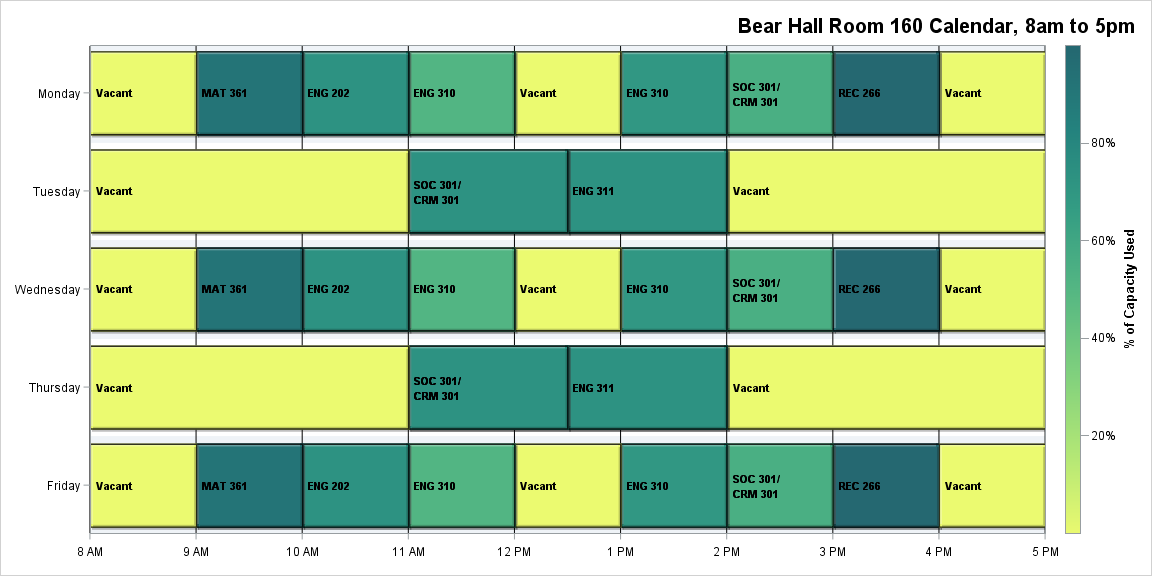 Bear Hall Room 160 Calendar, 8am to 5pm
Monday
Vacant
MAT 361
ENG 202
ENG 310
Vacant
ENG 310
SOC 301/
CRM 301
REC 266
Vacant
Tuesday
Vacant
SOC 301/
CRM 301
ENG 311
Vacant
Wednesday
Vacant
MAT 361
ENG 202
ENG 310
Vacant
ENG 310
SOC 301/
CRM 301
REC 266
Vacant
Thursday
Vacant
SOC 301/
CRM 301
ENG 311
Vacant
Friday
Vacant
MAT 361
ENG 202
ENG 310
Vacant
ENG 310
SOC 301/
CRM 301
REC 266
Vacant
8 AM
9 AM
10 AM
11 AM
12 PM
1 PM
2 PM
3 PM
4 PM
5 PM
80%
60%
40%
20%
% of Capacity Used